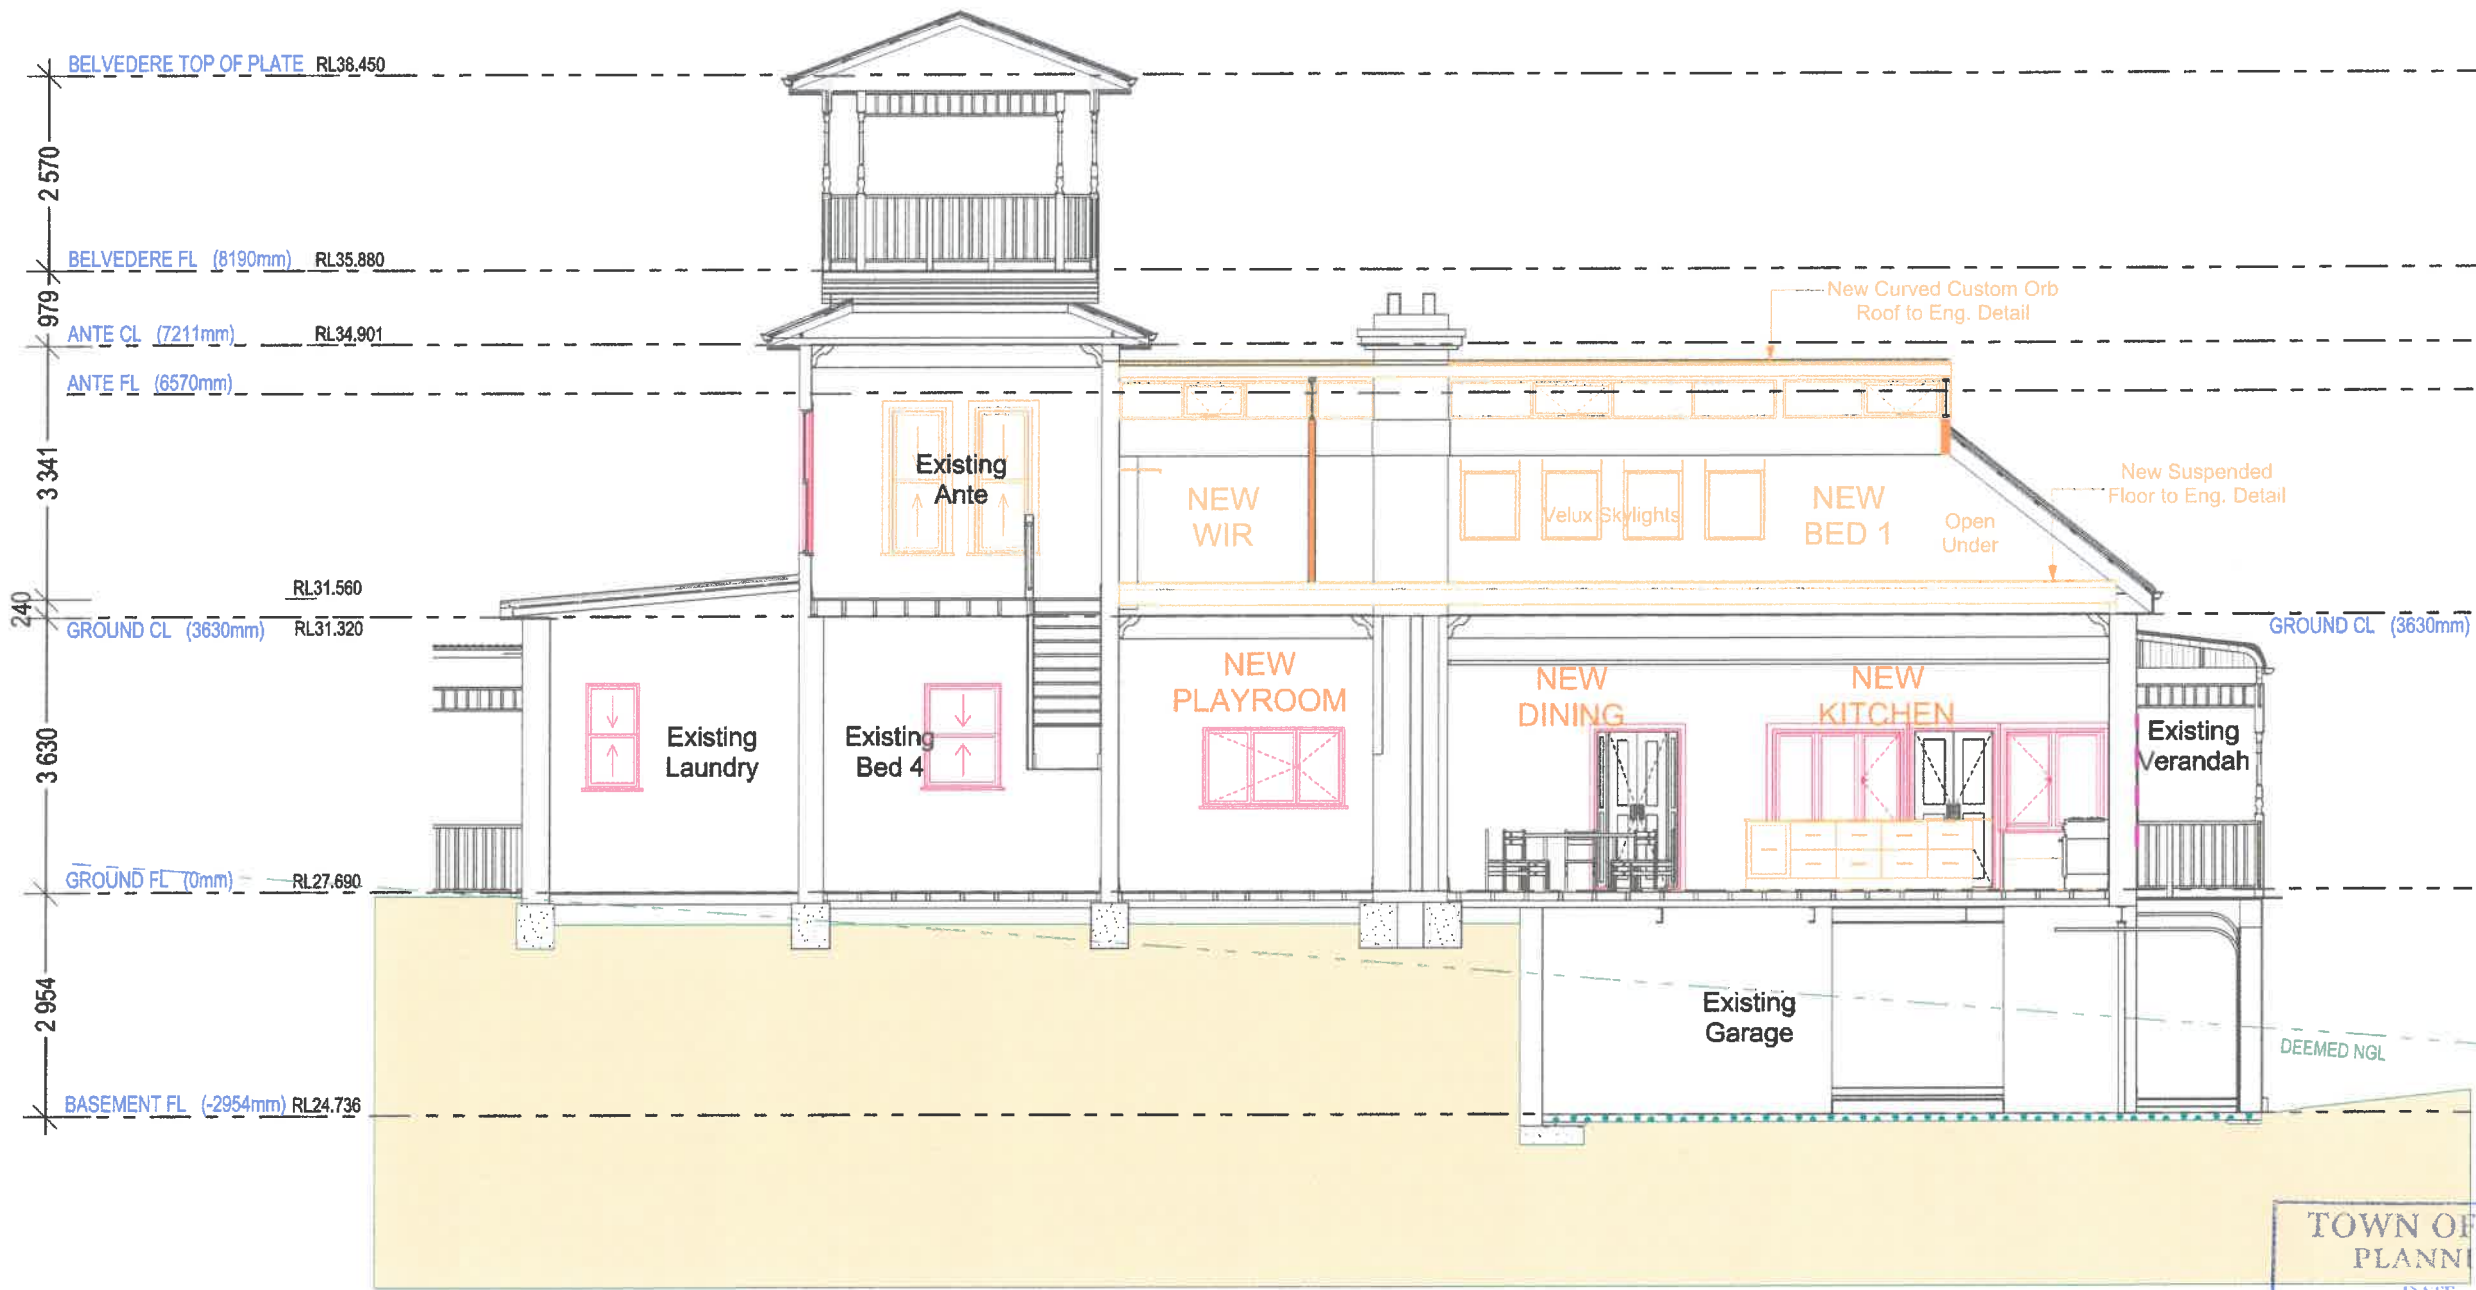 BELVEDERE TOP OF PLATE RL38.450
2 570
BELVEDERE FL (8190mm) RL35.880
979
New Curved Custom Orb
Roof to Eng. Detail
ANTE CL (7211mm) RL34.901
ANTE FL (6570mm)
3 341
Existing
Ante
NEW
WIR
Velux Skylights
NEW
BED 1
Open
Under
New Suspended
Floor to Eng. Detail
RL31.560
240
GROUND CL (3630mm) RL31.320
GROUND CL (3630mm)
3 630
Existing
Laundry
Existing
Bed 4
NEW
PLAYROOM
NEW
DINING
NEW
KITCHEN
Existing
Verandah
GROUND FL (0mm) RL27.690
2 954
Existing
Garage
DEEMED NGL
BASEMENT FL (-2954mm) RL24.736
TOWN OF
PLANNI